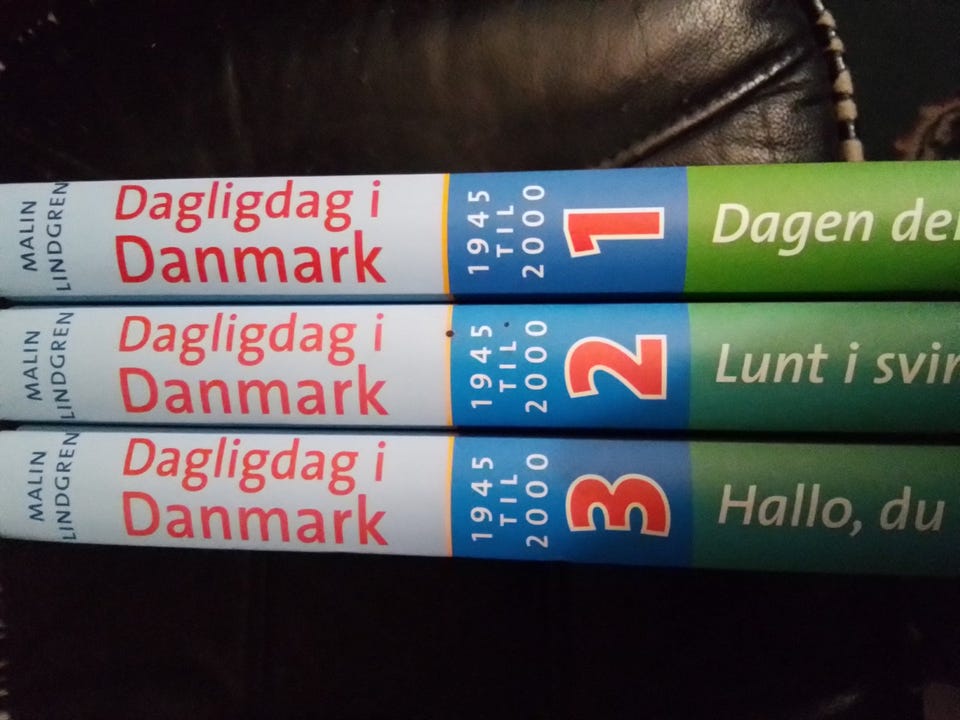 MALIN
LINDGREN
Dagligdag i
Danmark
1945
TIL
2000
1
Dagen
MALIN
LINDGREN
Dagligdag i
Danmark
1945
TIL
2000
2
Lunt i
MALIN
LINDGREN
Dagligdag i
Danmark
1945
TIL
2000
3
Hallo, du